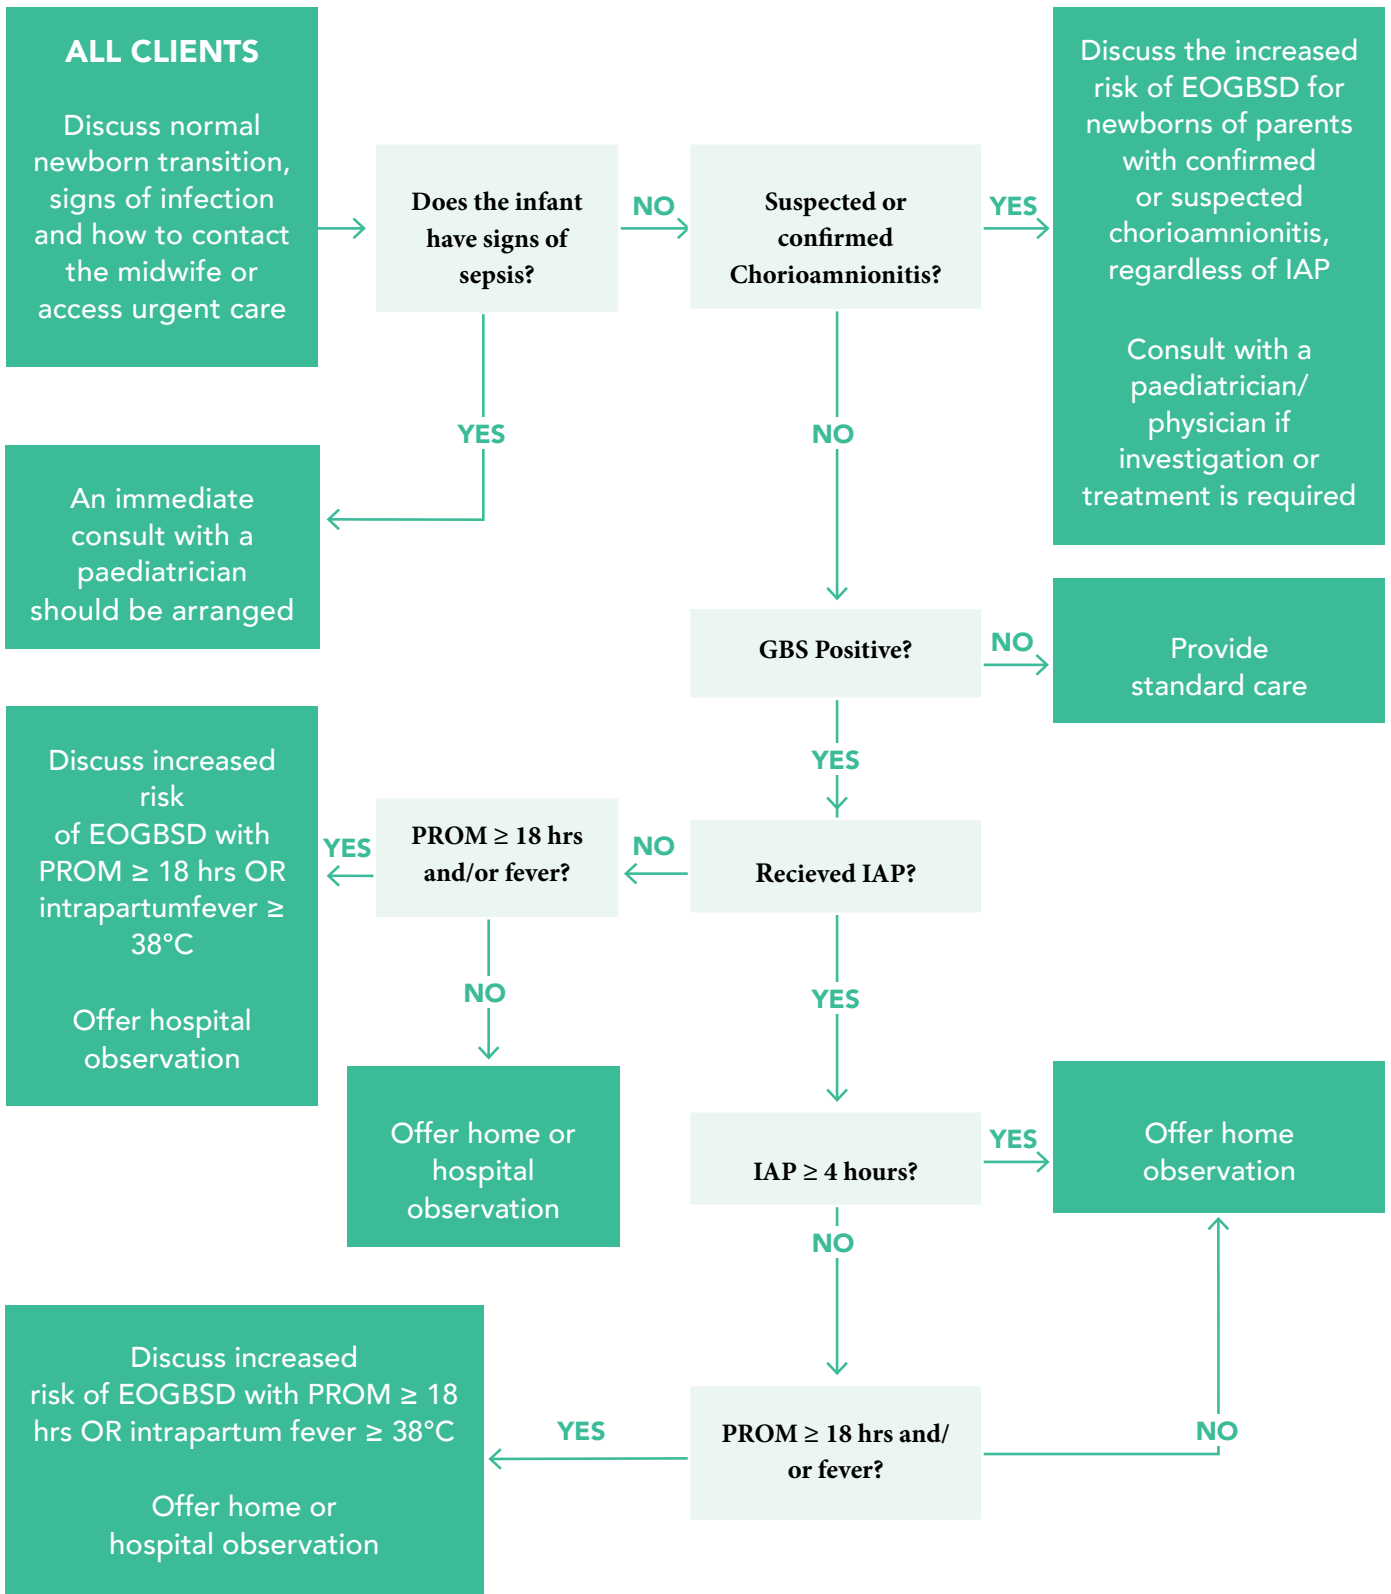 ALL CLIENTS
Discuss normal
newborn transition,
signs of infection
and how to contact
the midwife or
access urgent care
Does the infant
have signs of
sepsis?
NO
Suspected or
confirmed
Chorioamnionitis?
YES
Discuss the increased
risk of EOGBSD for
newborns of parents
with confirmed
or suspected
chorioamnionitis,
regardless of IAP
Consult with a
paediatrician/
physician if
investigation or
treatment is required
YES
NO
An immediate
consult with a
paediatrician
should be arranged
GBS Positive?
NO
Provide
standard care
YES
Discuss increased
risk
of EOGBSD with
PROM ≥ 18 hrs OR
intrapartumfever ≥
38°C
Offer hospital
observation
YES
PROM ≥ 18 hrs
and/or fever?
NO
Recieved IAP?
NO
YES
Offer home or
hospital
observation
IAP ≥ 4 hours?
YES
Offer home
observation
NO
Discuss increased
risk of EOGBSD with PROM ≥ 18
hrs OR intrapartum fever ≥ 38°C
Offer home or
hospital observation
YES
PROM ≥ 18 hrs and/
or fever?
NO